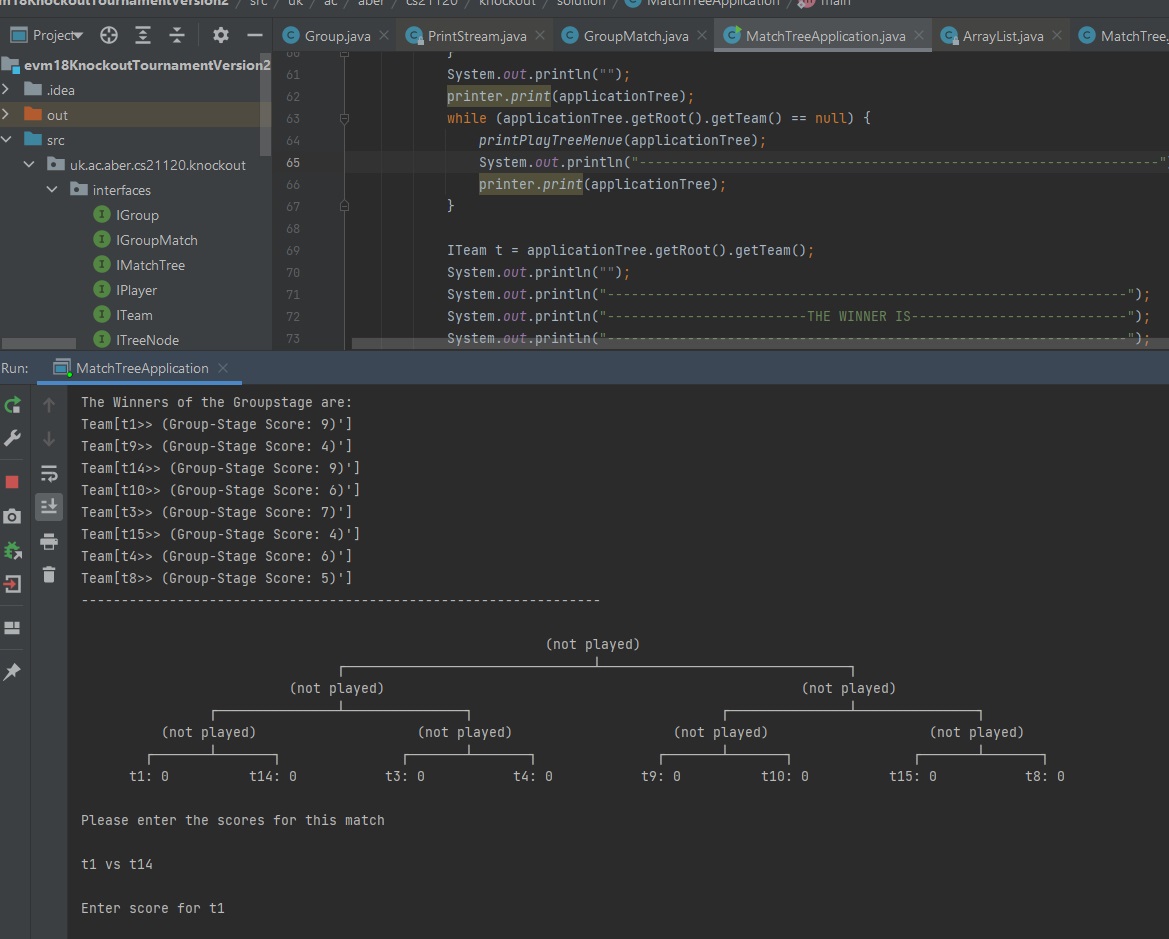 m18KnockoutTournamentVersion2 / src / uk / ac / aber / cs21120 / knockout / solution / MatchTreeApplication / main
Project
Group.java PrintStream.java GroupMatch.java MatchTreeApplication.java ArrayList.java MatchTree.
evm18KnockoutTournamentVersion2
.idea
out
src
uk.ac.aber.cs21120.knockout
interfaces
IGroup
IGroupMatch
IMatchTree
IPlayer
ITeam
ITreeNode
60 }
61 System.out.println("");
62 printer.print(applicationTree);
63 while (applicationTree.getRoot().getTeam() == null) {
64 printPlayTreeMenue(applicationTree);
65 System.out.println("-----------------------------------------------------------------"
66 printer.print(applicationTree);
67 }
68
69 ITeam t = applicationTree.getRoot().getTeam();
70 System.out.println("");
71 System.out.println("-----------------------------------------------------------------");
72 System.out.println("-------------------------THE WINNER IS---------------------------");
73 System.out.println("-----------------------------------------------------------------");
Run: MatchTreeApplication
The Winners of the Groupstage are:
Team[t1>> (Group-Stage Score: 9)']
Team[t9>> (Group-Stage Score: 4)']
Team[t14>> (Group-Stage Score: 9)']
Team[t10>> (Group-Stage Score: 6)']
Team[t3>> (Group-Stage Score: 7)']
Team[t15>> (Group-Stage Score: 4)']
Team[t4>> (Group-Stage Score: 6)']
Team[t8>> (Group-Stage Score: 5)']
-----------------------------------------------------------------
(not played)
(not played) (not played)
(not played) (not played) (not played) (not played)
t1: 0 t14: 0 t3: 0 t4: 0 t9: 0 t10: 0 t15: 0 t8: 0
Please enter the scores for this match
t1 vs t14
Enter score for t1